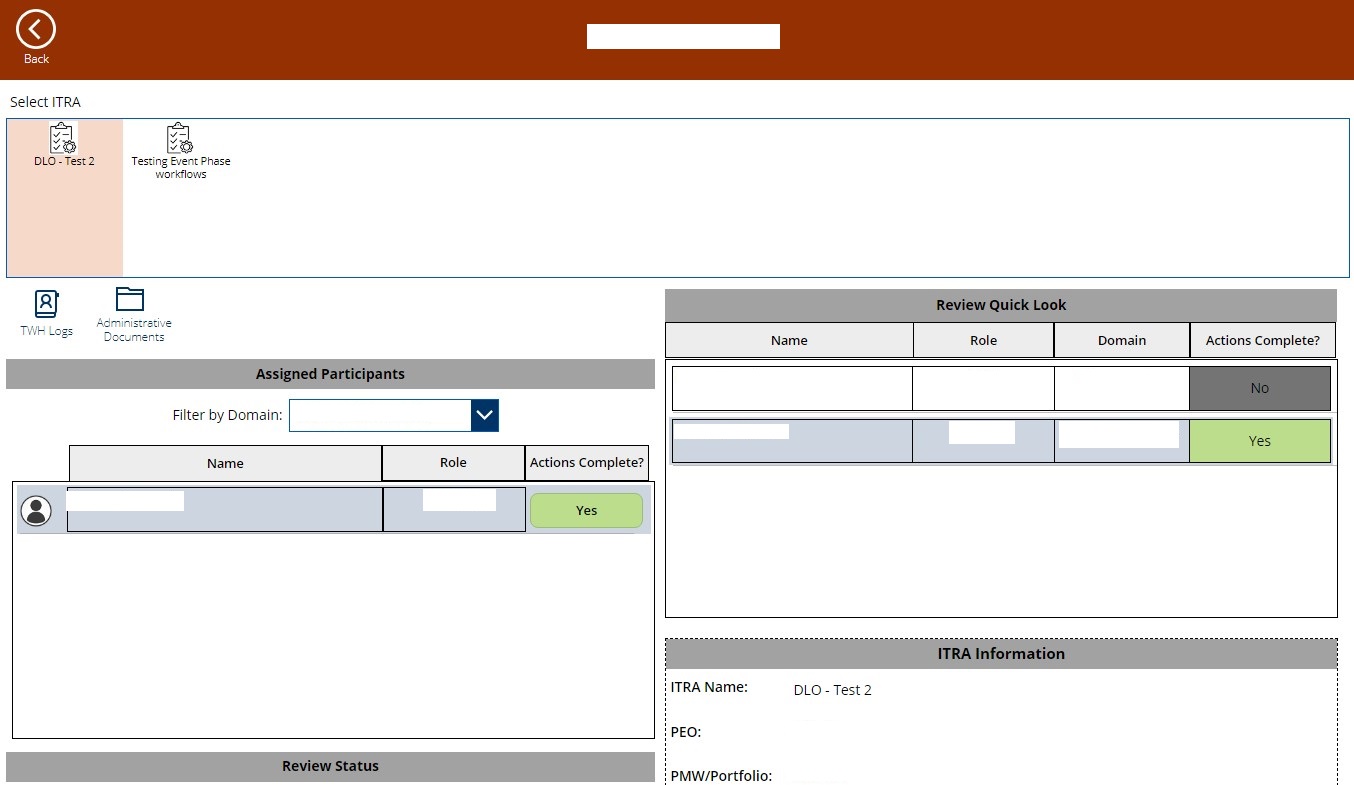 Back
Select ITRA
DLO - Test 2
Testing Event Phase
workflows
TWH Logs
Administrative
Documents
Assigned Participants
Filter by Domain:
Name Role Actions Complete?
Yes
Review Status
Review Quick Look
Name Role Domain Actions Complete?
No
Yes
ITRA Information
ITRA Name: DLO - Test 2
PEO:
PMW/Portfolio: